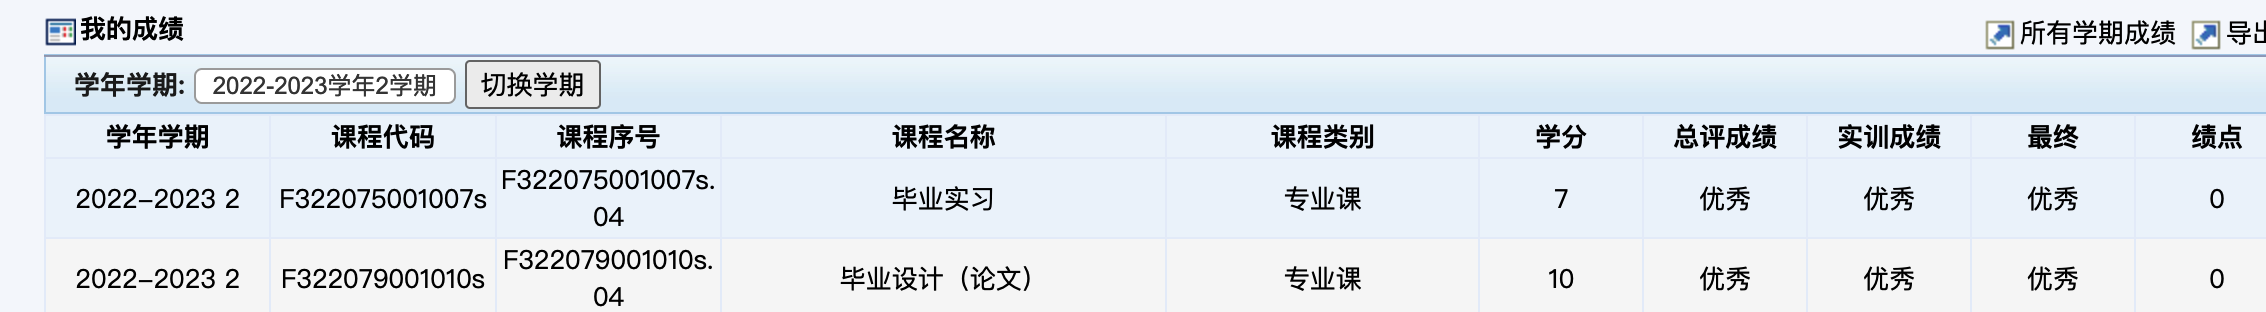 我的成绩 所有学期成绩 导出
学年学期: 2022-2023学年2学期 切换学期
学年学期 课程代码 课程序号 课程名称 课程类别 学分 总评成绩 实训成绩 最终 绩点
2022-2023 2 F322075001007s F322075001007s. 毕业实习 专业课 7 优秀 优秀 优秀 0
04
2022-2023 2 F322079001010s F322079001010s. 毕业设计（论文） 专业课 10 优秀 优秀 优秀 0
04